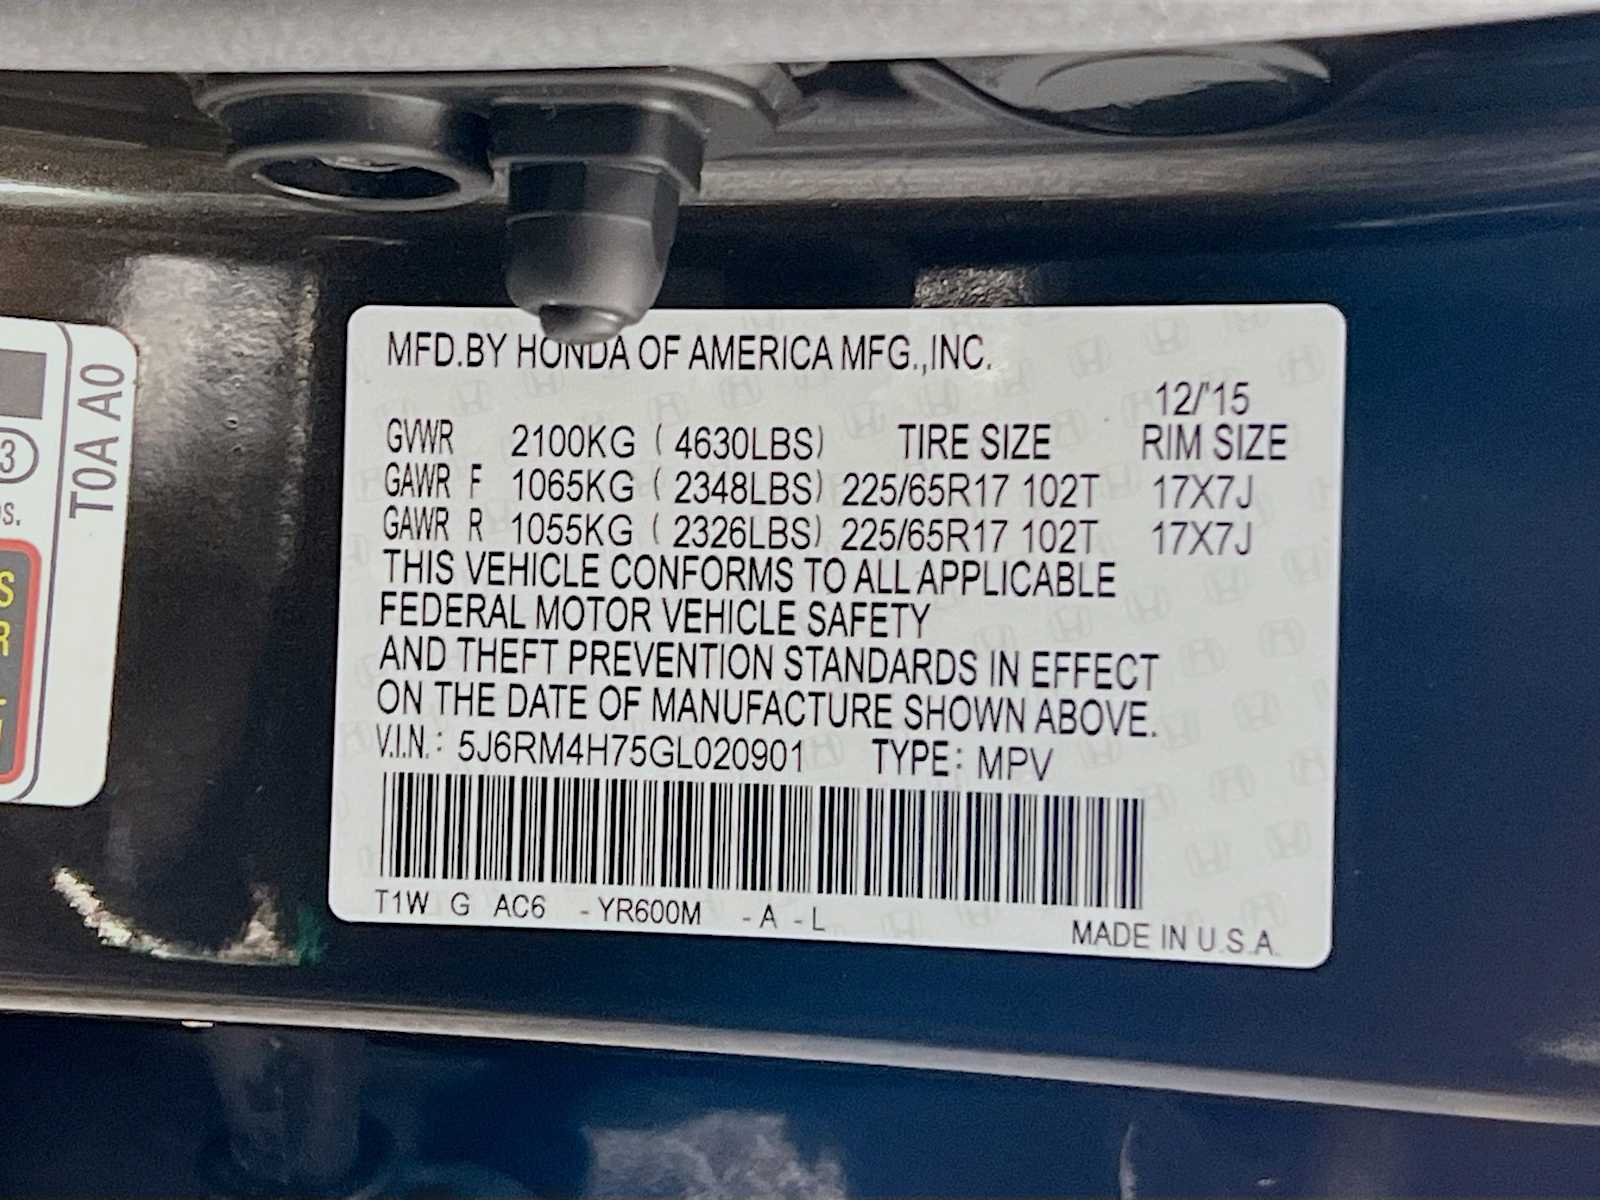 MFD.BY HONDA OF AMERICA MFG.,INC.
12/'15
GVWR 2100KG ( 4630LBS) TIRE SIZE RIM SIZE
GAWR F 1065KG ( 2348LBS) 225/65R17 102T 17X7J
GAWR R 1055KG ( 2326LBS) 225/65R17 102T 17X7J
THIS VEHICLE CONFORMS TO ALL APPLICABLE
FEDERAL MOTOR VEHICLE SAFETY
AND THEFT PREVENTION STANDARDS IN EFFECT
ON THE DATE OF MANUFACTURE SHOWN ABOVE.
V.I.N.: 5J6RM4H75GL020901 TYPE: MPV
T1W G AC6 -YR600M -A -L
MADE IN U.S.A.
T0A A0
3